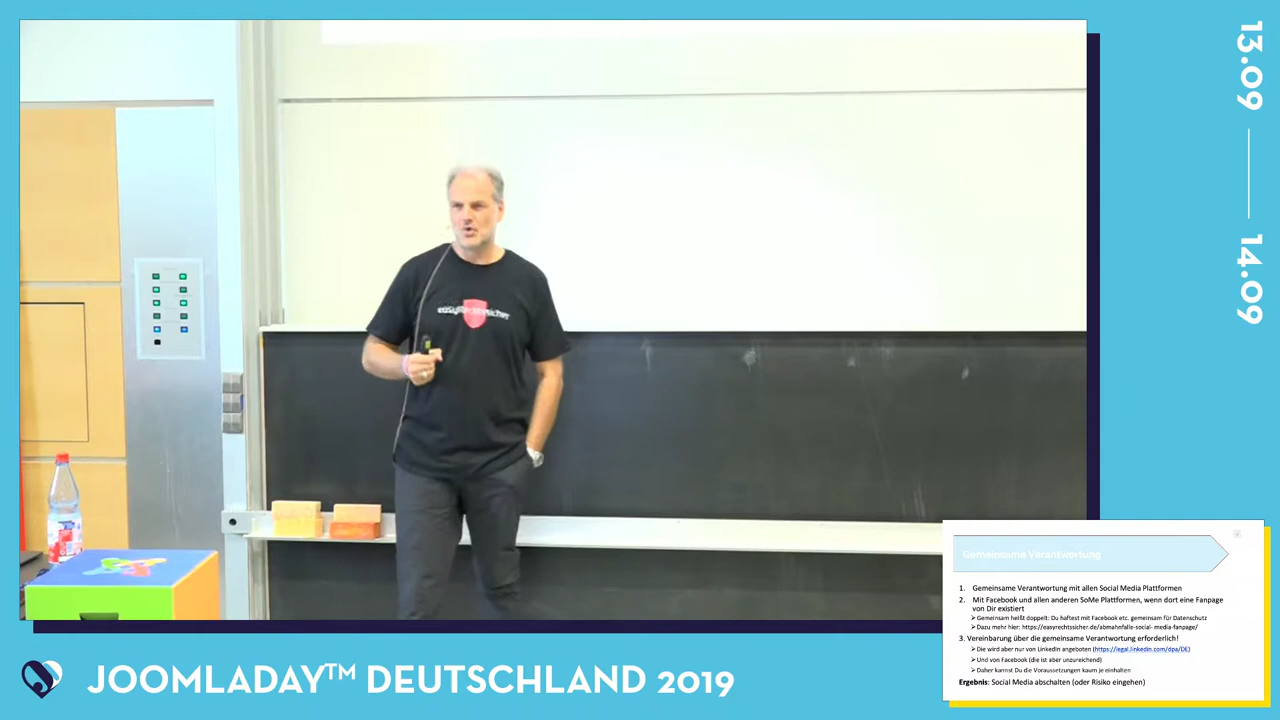 13.09
14.09
easyRechtssicher
Gemeinsame Verantwortung
1. Gemeinsame Verantwortung mit allen Social Media Plattformen
2. Mit Facebook und allen anderen SoMe Plattformen, wenn dort eine Fanpage
von Dir existiert
➢Gemeinsam heißt doppelt: Du haftest mit Facebook etc. gemeinsam für Datenschutz
➢Dazu mehr hier: https://easyrechtssicher.de/abmahnfalle-social- media-fanpage/
3. Vereinbarung über die gemeinsame Verantwortung erforderlich!
➢Die wird aber nur von LinkedIn angeboten (https://legal.linkedin.com/dpa/DE)
➢Und von Facebook (die ist aber unzureichend)
➢Daher kannst Du die Voraussetzungen kaum je einhalten
Ergebnis: Social Media abschalten (oder Risiko eingehen)
JOOMLADAY™ DEUTSCHLAND 2019